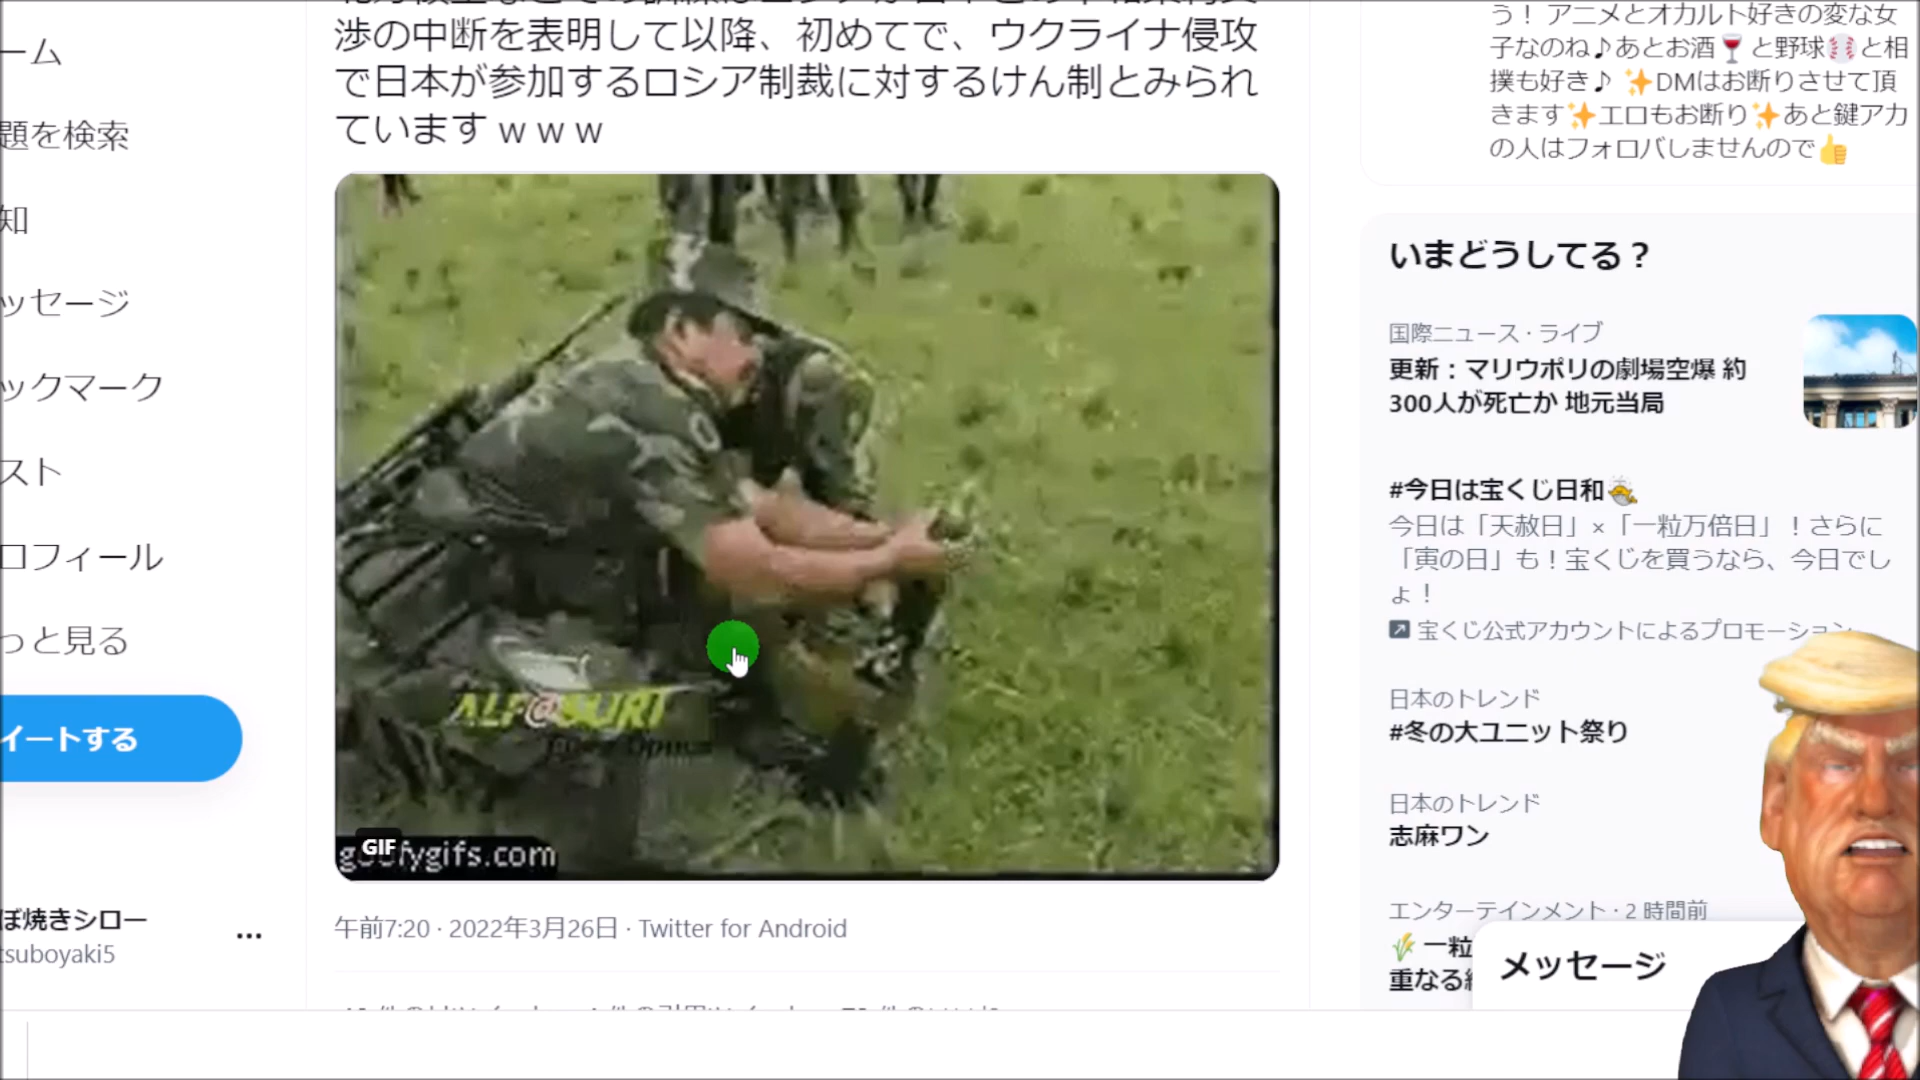 渉の中断を表明して以降、初めてで、ウクライナ侵攻
で日本が参加するロシア制裁に対するけん制とみられ
ていますｗｗｗ
ーム
題を検索
知
ッセージ
ックマーク
スト
ロフィール
っと見る
イートする
ぼ焼きシロー
tsuboyaki5
…
ALF@SURT
GIF
fygifs.com
午前7:20 · 2022年3月26日 · Twitter for Android
う！ アニメとオカルト好きの変な女
子なのね♪あとお酒🍷と野球⚾と相
撲も好き♪ ✨DMはお断りさせて頂
きます✨エロもお断り✨あと鍵アカ
の人はフォロバしませんので👍
いまどうしてる？
国際ニュース · ライブ
更新：マリウポリの劇場空爆 約
300人が死亡か 地元当局
#今日は宝くじ日和
今日は「天赦日」×「一粒万倍日」！さらに
「寅の日」も！宝くじを買うなら、今日でし
ょ！
宝くじ公式アカウントによるプロモーション
日本のトレンド
#冬の大ユニット祭り
日本のトレンド
志麻ワン
エンターテインメント · 2 時間前
🌾 一粒
重なる
メッセージ